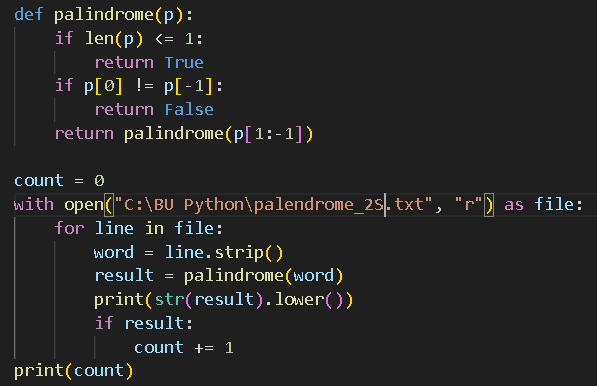 def palindrome(p):
    if len(p) <= 1:
        return True
    if p[0] != p[-1]:
        return False
    return palindrome(p[1:-1])

count = 0
with open("C:\BU Python\palendrome_2S.txt", "r") as file:
    for line in file:
        word = line.strip()
        result = palindrome(word)
        print(str(result).lower())
        if result:
            count += 1
print(count)